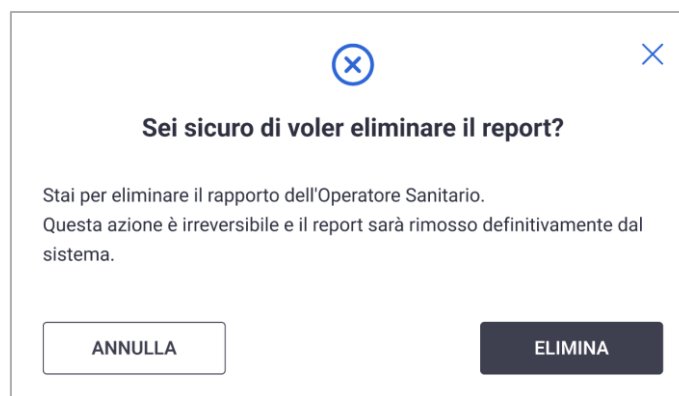 Sei sicuro di voler eliminare il report?
Stai per eliminare il rapporto dell'Operatore Sanitario.
Questa azione è irreversibile e il report sarà rimosso definitivamente dal
sistema.
ANNULLA
ELIMINA